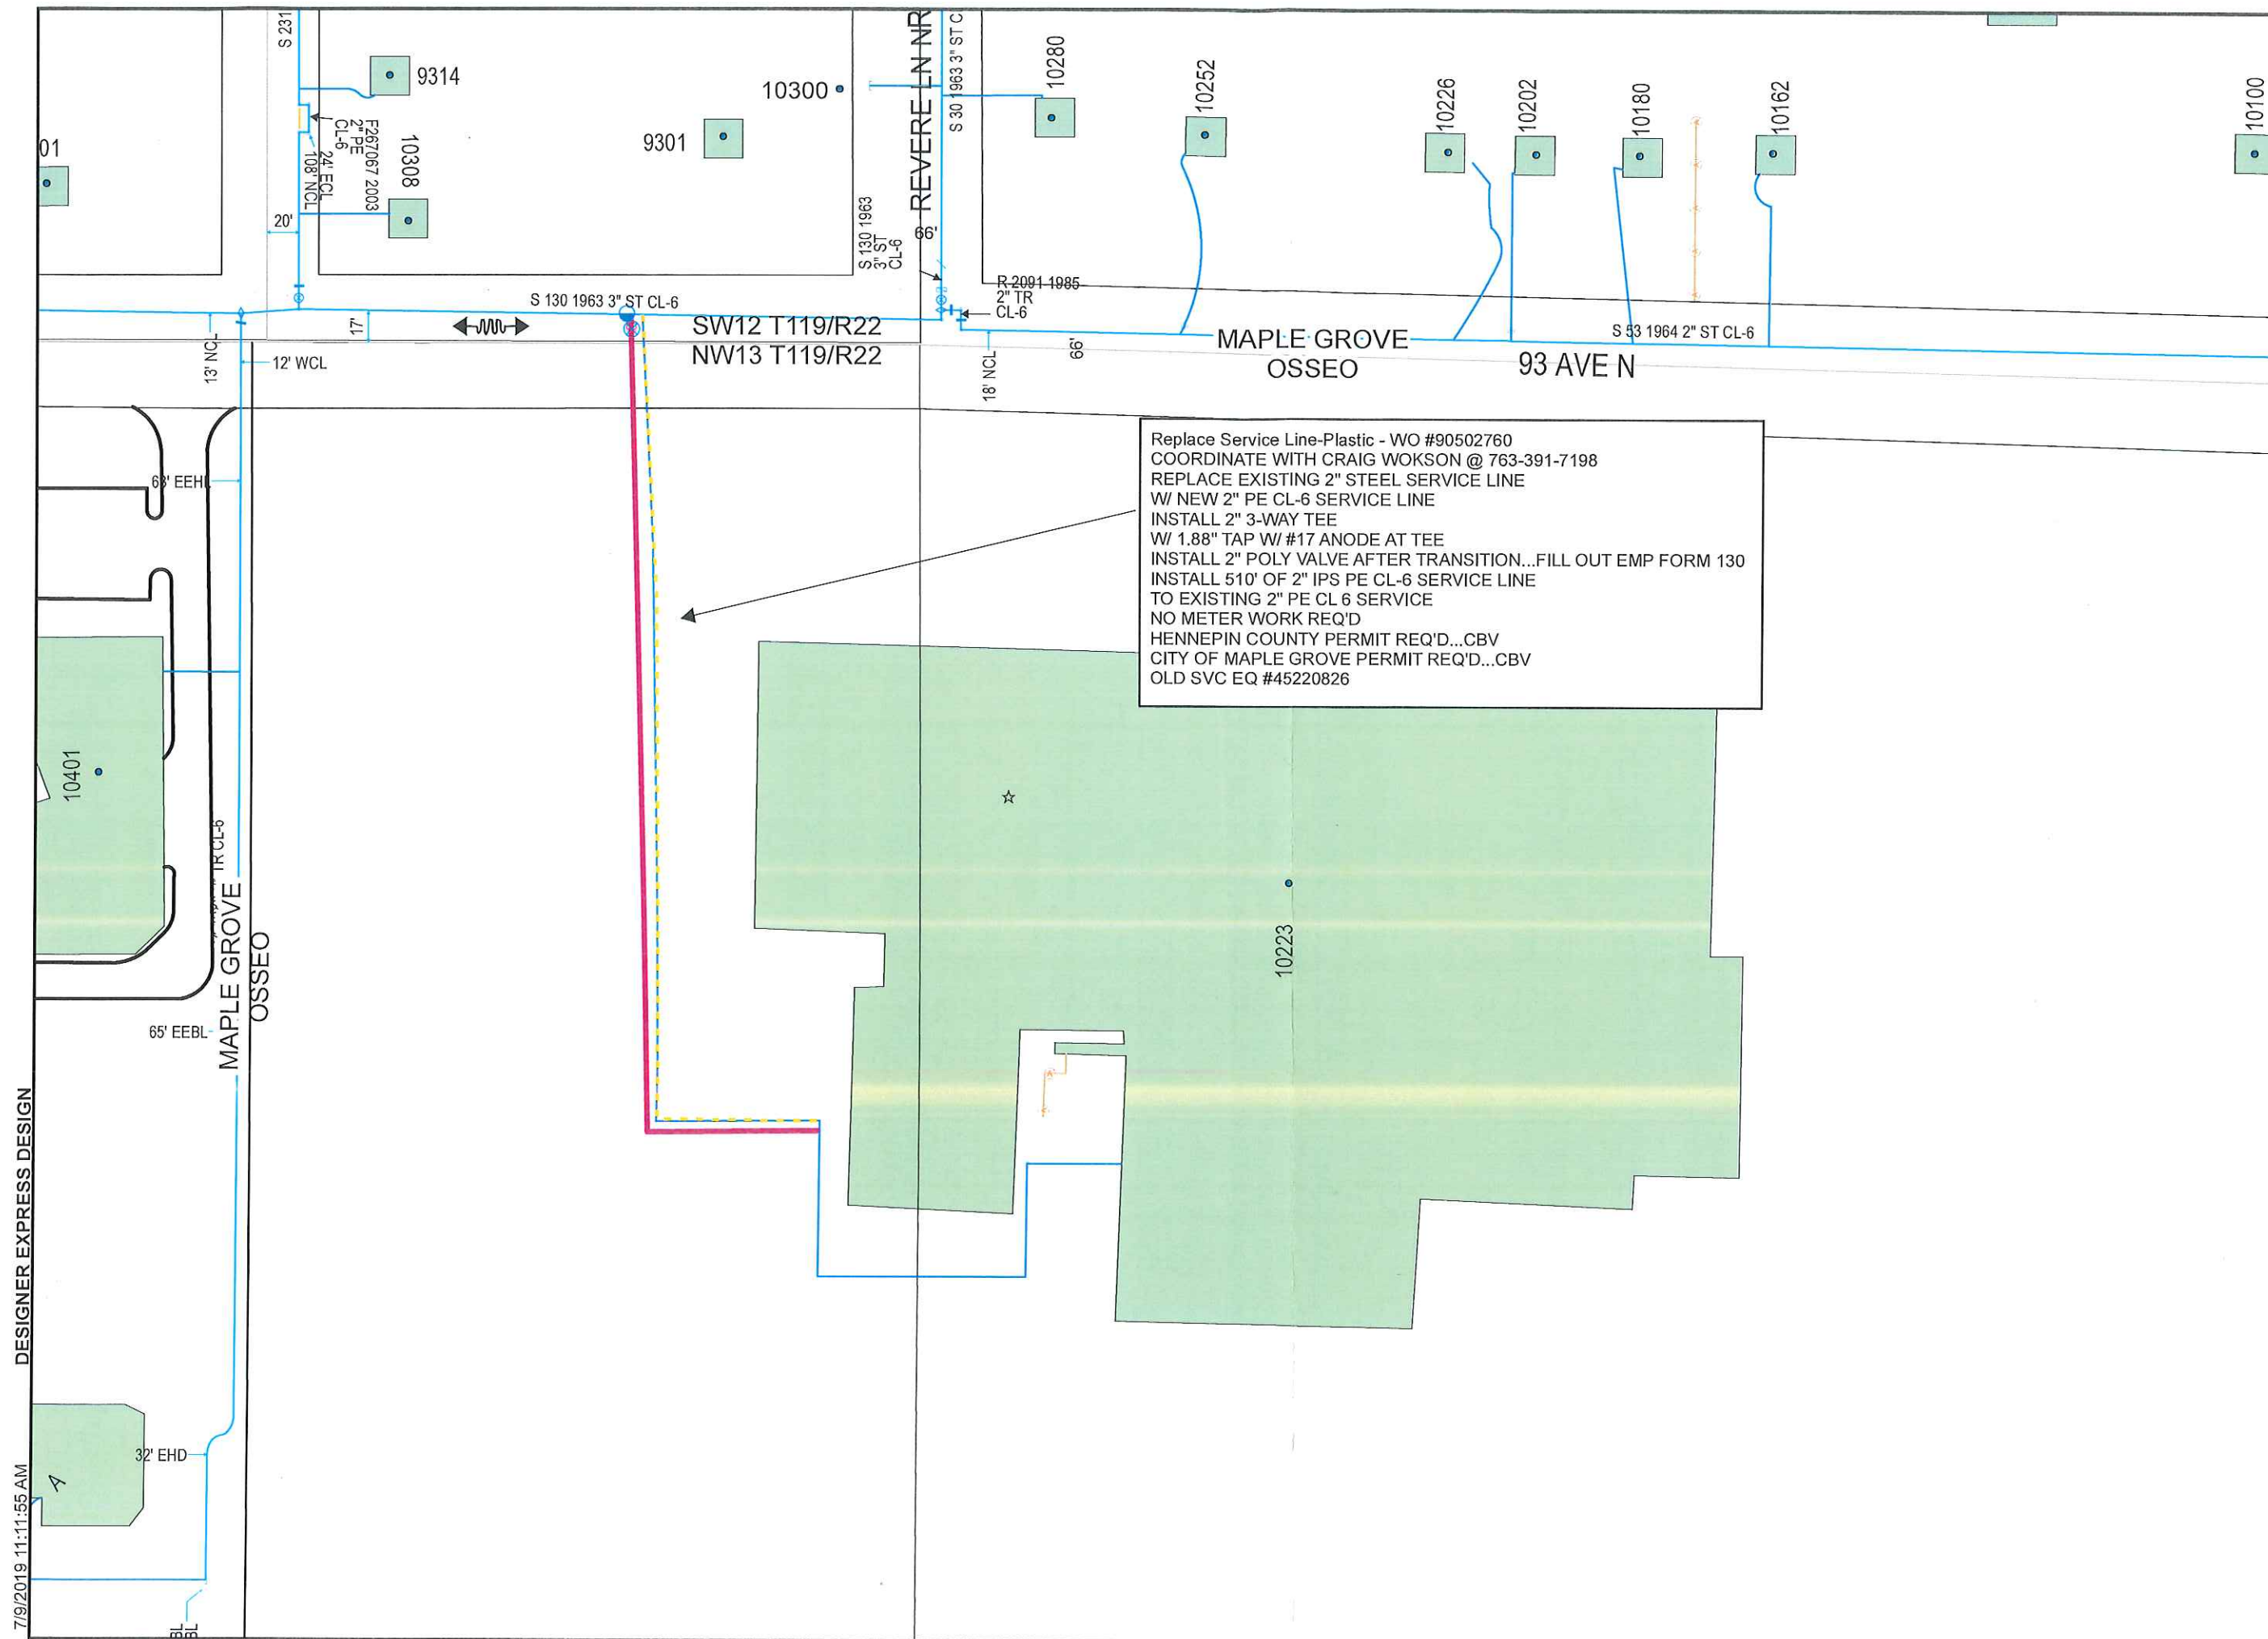 S 231
9314
F267067 2003
2" PE
CL-6
24' ECL
108' NCL
10308
20'
01
9301
10300
REVERE LN NR
S 30 1963 3" ST C
66'
S 130 1963
3" ST
CL-6
10280
10252
10226
10202
10180
10162
10100
R 2091 1985
2" TR
CL-6
S 130 1963 3" ST CL-6
17'
SW12 T119/R22
NW13 T119/R22
13' NCL
12' WCL
18' NCL
66'
MAPLE GROVE
OSSEO
93 AVE N
S 53 1964 2" ST CL-6
Replace Service Line-Plastic - WO #90502760
COORDINATE WITH CRAIG WOKSON @ 763-391-7198
REPLACE EXISTING 2" STEEL SERVICE LINE
W/ NEW 2" PE CL-6 SERVICE LINE
INSTALL 2" 3-WAY TEE
W/ 1.88" TAP W/ #17 ANODE AT TEE
INSTALL 2" POLY VALVE AFTER TRANSITION...FILL OUT EMP FORM 130
INSTALL 510' OF 2" IPS PE CL-6 SERVICE LINE
TO EXISTING 2" PE CL 6 SERVICE
NO METER WORK REQ'D
HENNEPIN COUNTY PERMIT REQ'D...CBV
CITY OF MAPLE GROVE PERMIT REQ'D...CBV
OLD SVC EQ #45220826
EEHL
10401
TR CL-6
MAPLE GROVE
OSSEO
65' EEBL
10223
32' EHD
A
BL
BL
DESIGNER EXPRESS DESIGN
7/9/2019 11:11:55 AM